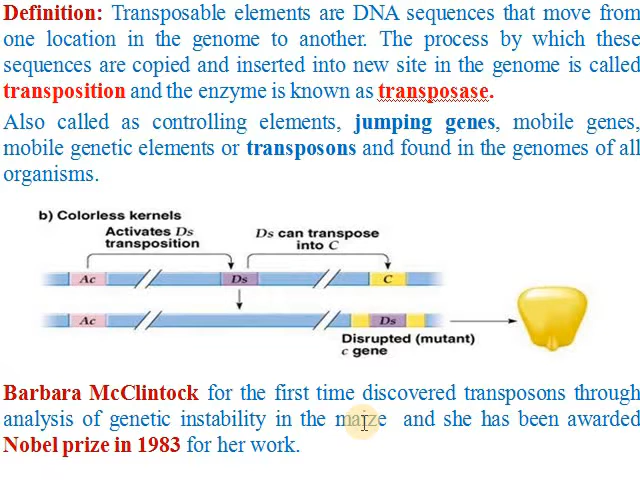 Definition: Transposable elements are DNA sequences that move from
one location in the genome to another. The process by which these
sequences are copied and inserted into new site in the genome is called
transposition and the enzyme is known as transposase.
Also called as controlling elements, jumping genes, mobile genes,
mobile genetic elements or transposons and found in the genomes of all
organisms.
b) Colorless kernels
Activates Ds
transposition
Ds can transpose
into C
Ac
Ds
C
Ac
Ds
Disrupted (mutant)
c gene
Barbara McClintock for the first time discovered transposons through
analysis of genetic instability in the maize and she has been awarded
Nobel prize in 1983 for her work.